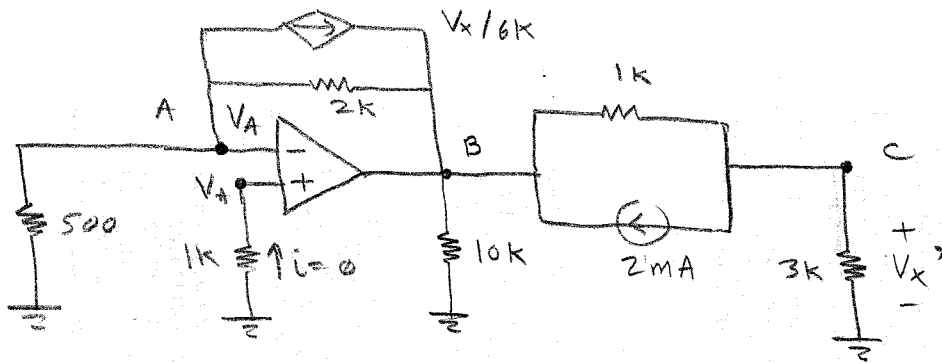 Vx/6K
1K
2K
A
VA
B
C
−
+
VA
500
1K
i=0
10K
2mA
3K
+
Vx
−